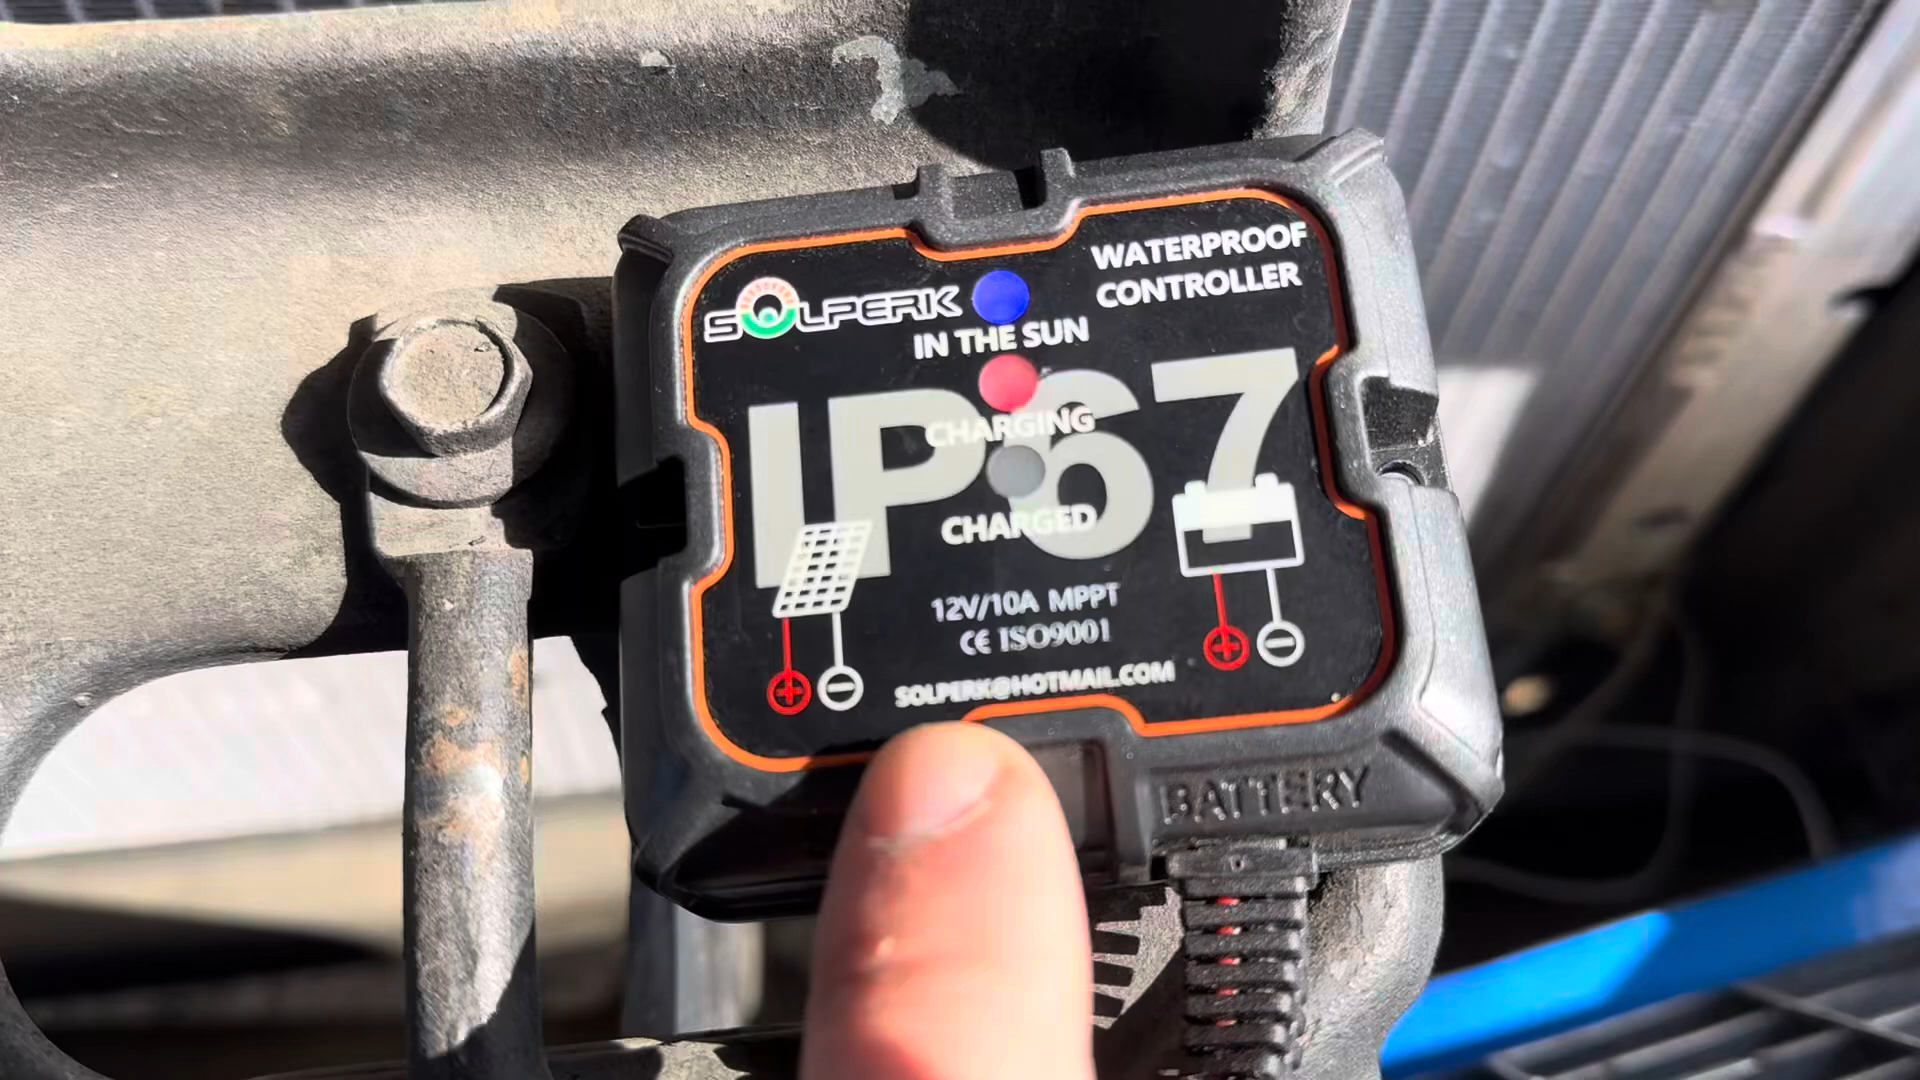 SOLPERK
WATERPROOF
CONTROLLER
IN THE SUN
IP67
CHARGING
CHARGED
12V/10A MPPT
CE ISO9001
SOLPERK@HOTMAIL.COM
BATTERY